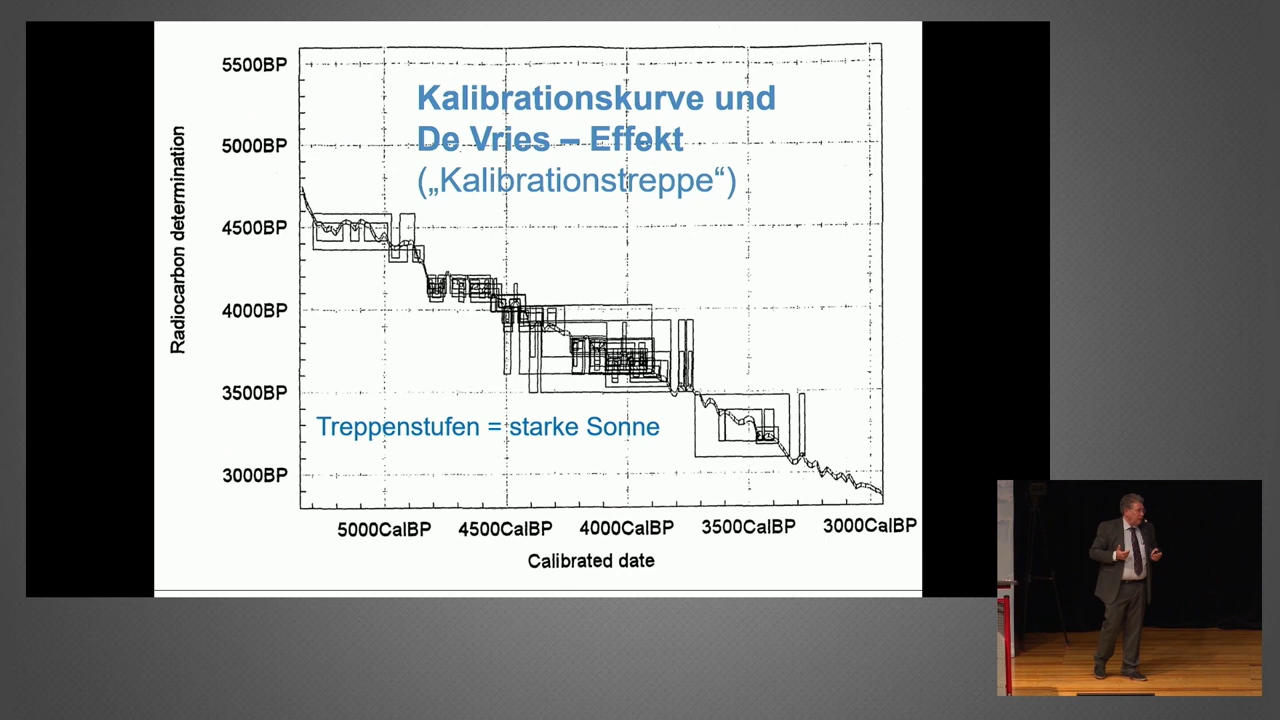 Kalibrationskurve und
De Vries – Effekt
(„Kalibrationstreppe“)
Radiocarbon determination
5500BP
5000BP
4500BP
4000BP
3500BP
3000BP
Treppenstufen = starke Sonne
5000CalBP 4500CalBP 4000CalBP 3500CalBP 3000CalBP
Calibrated date